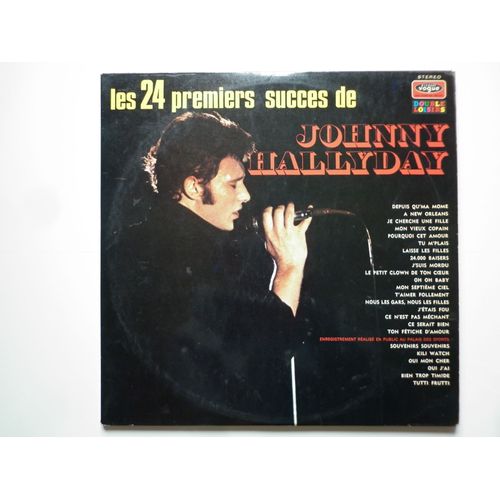 STEREO
vogue
DOUBLE
LOISIRS
les 24 premiers succes de
JOHNNY
HALLYDAY
DEPUIS QU'MA MOME
A NEW ORLEANS
JE CHERCHE UNE FILLE
MON VIEUX COPAIN
POURQUOI CET AMOUR
TU M'PLAIS
LAISSE LES FILLES
24.000 BAISERS
J'SUIS MORDU
LE PETIT CLOWN DE TON CŒUR
OH OH BABY
MON SEPTIÈME CIEL
T'AIMER FOLLEMENT
NOUS LES GARS, NOUS LES FILLES
J'ÉTAIS FOU
CE N'EST PAS MÉCHANT
CE SERAIT BIEN
TON FÉTICHE D'AMOUR
ENREGISTREMENT RÉALISÉ EN PUBLIC AU PALAIS DES SPORTS
SOUVENIRS SOUVENIRS
KILI WATCH
OUI MON CHER
OUI J'AI
BIEN TROP TIMIDE
TUTTI FRUTTI